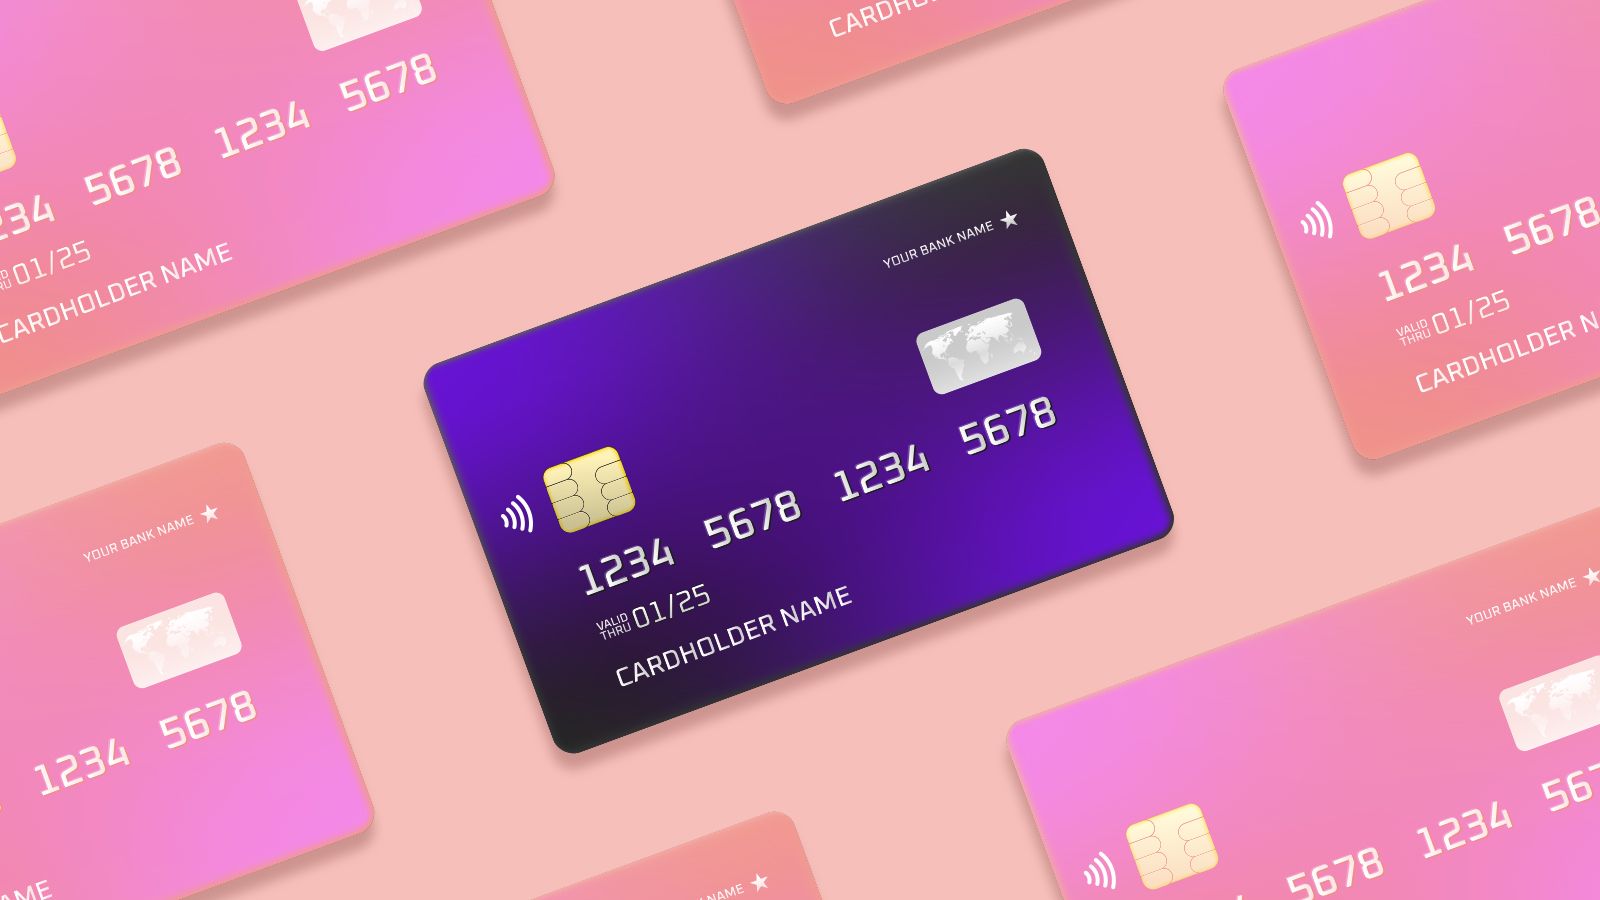 5678
1234
5678
234
01/25
CARDHOLDER NAME
YOUR BANK NAME
1234 5678 1234 5678
VALID THRU 01/25
CARDHOLDER NAME
1234 5678
VALID THRU 01/25
CARDHOLDER N
YOUR BANK NAME
1234 5678
YOUR BANK NAME
5678 1234 567